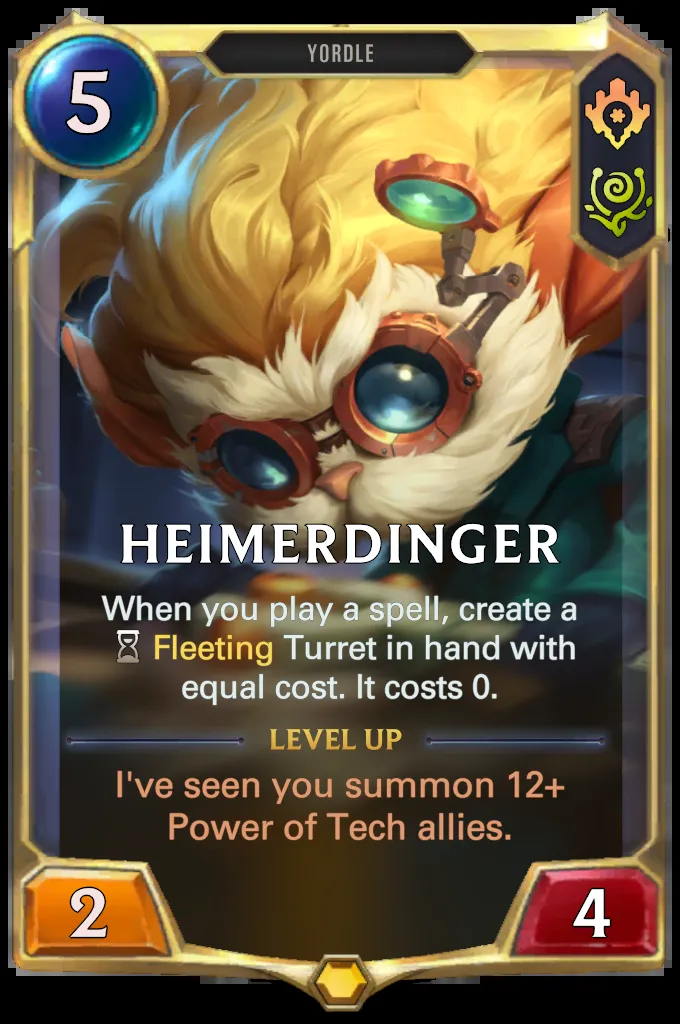 YORDLE
5
HEIMERDINGER
When you play a spell, create a
Fleeting Turret in hand with
equal cost. It costs 0.
LEVEL UP
I've seen you summon 12+
Power of Tech allies.
2
4